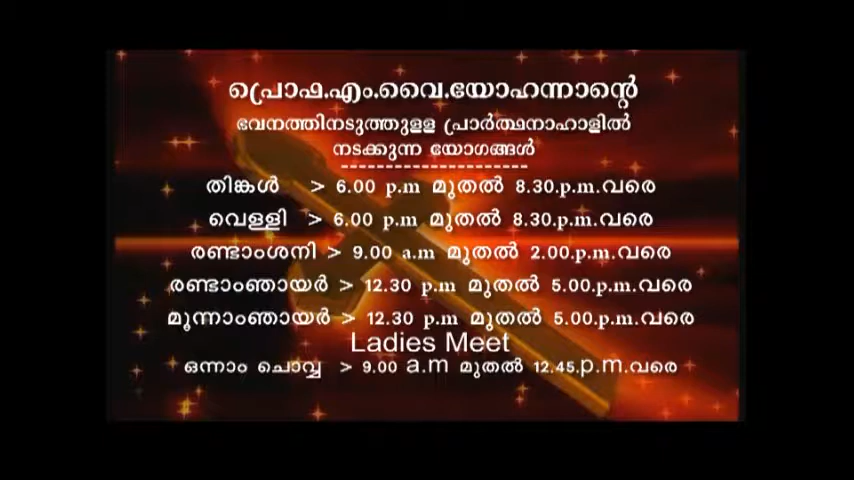 പ്രൊഫ.എം.വൈ.യോഹന്നാന്റെ
ഭവനത്തിനടുത്തുള്ള പ്രാർത്ഥനാഹാളിൽ
നടക്കുന്ന യോഗങ്ങൾ
--------------------
തിങ്കൾ > 6.00 p.m മുതൽ 8.30.p.m.വരെ
വെള്ളി > 6.00 p.m മുതൽ 8.30.p.m.വരെ
രണ്ടാംശനി > 9.00 a.m മുതൽ 2.00.p.m.വരെ
രണ്ടാംഞായർ > 12.30 p.m മുതൽ 5.00.p.m.വരെ
മൂന്നാംഞായർ > 12.30 p.m മുതൽ 5.00.p.m.വരെ
Ladies Meet
ഒന്നാം ചൊവ്വ > 9.00 a.m മുതൽ 12.45.p.m.വരെ